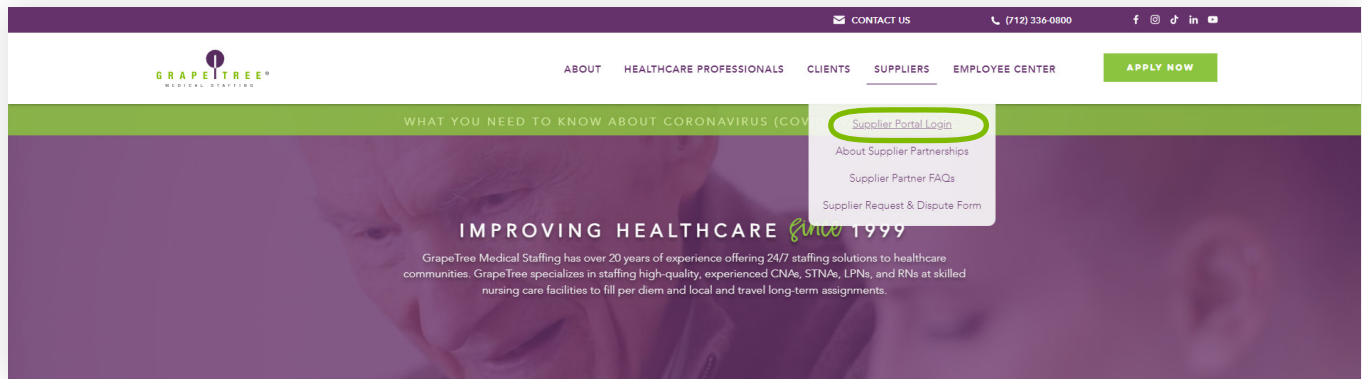 CONTACT US
(712) 336-0800
GRAPETREE®
MEDICAL STAFFING
ABOUT HEALTHCARE PROFESSIONALS CLIENTS SUPPLIERS EMPLOYEE CENTER
APPLY NOW
WHAT YOU NEED TO KNOW ABOUT CORONAVIRUS (COV
Supplier Portal Login
About Supplier Partnerships
Supplier Partner FAQs
Supplier Request & Dispute Form
IMPROVING HEALTHCARE since 1999
GrapeTree Medical Staffing has over 20 years of experience offering 24/7 staffing solutions to healthcare
communities. GrapeTree specializes in staffing high-quality, experienced CNAs, STNAs, LPNs, and RNs at skilled
nursing care facilities to fill per diem and local and travel long-term assignments.